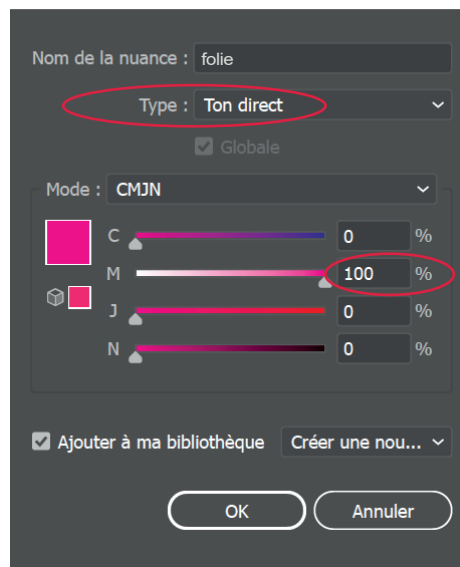 Nom de la nuance : folie
Type : Ton direct
Globale
Mode : CMJN
C 0 %
M 100 %
J 0 %
N 0 %
Ajouter à ma bibliothèque Créer une nou...
OK Annuler